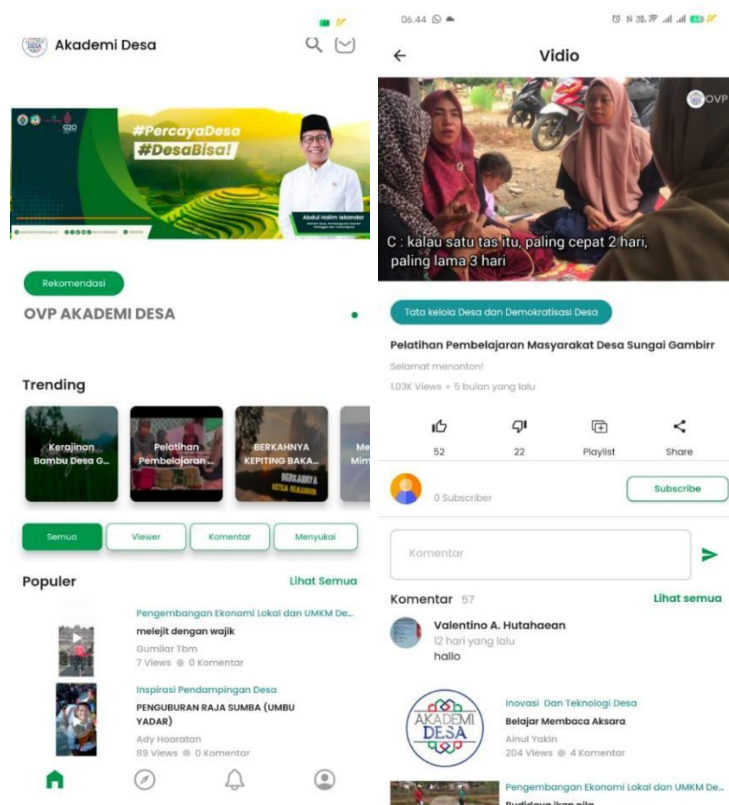 Akademi Desa
#PercayaDesa
#DesaBisa!
Abdul Halim Iskandar
Rekomendasi
OVP AKADEMI DESA
Trending
Kerajinan
Bambu Desa G...
Pelatihan
Pembelajaran ...
BERKAHNYA
KEPITING BAKA...
Me
Mim
Semua
Viewer
Komentar
Menyukai
Populer
Lihat Semua
Pengembangan Ekonomi Lokal dan UMKM De...
melejit dengan wajik
Gumilar Tbm
7 Views 0 Komentar
Inspirasi Pendampingan Desa
PENGUBURAN RAJA SUMBA (UMBU
YADAR)
Ady Hoaratan
89 Views 0 Komentar
06.44
Vidio
OVP
C : kalau satu tas itu, paling cepat 2 hari,
paling lama 3 hari
Tata kelola Desa dan Demokratisasi Desa
Pelatihan Pembelajaran Masyarakat Desa Sungai Gambirr
Selamat menonton!
1.03K Views + 5 bulan yang lalu
52
22
Playlist
Share
0 Subscriber
Subscribe
Komentar
Komentar 57
Lihat semua
Valentino A. Hutahaean
12 hari yang lalu
hallo
AKADEMI
DESA
Inovasi Dan Teknologi Desa
Belajar Membaca Aksara
Ainul Yakin
204 Views 4 Komentar
Pengembangan Ekonomi Lokal dan UMKM De...
Budidaya ikan nila